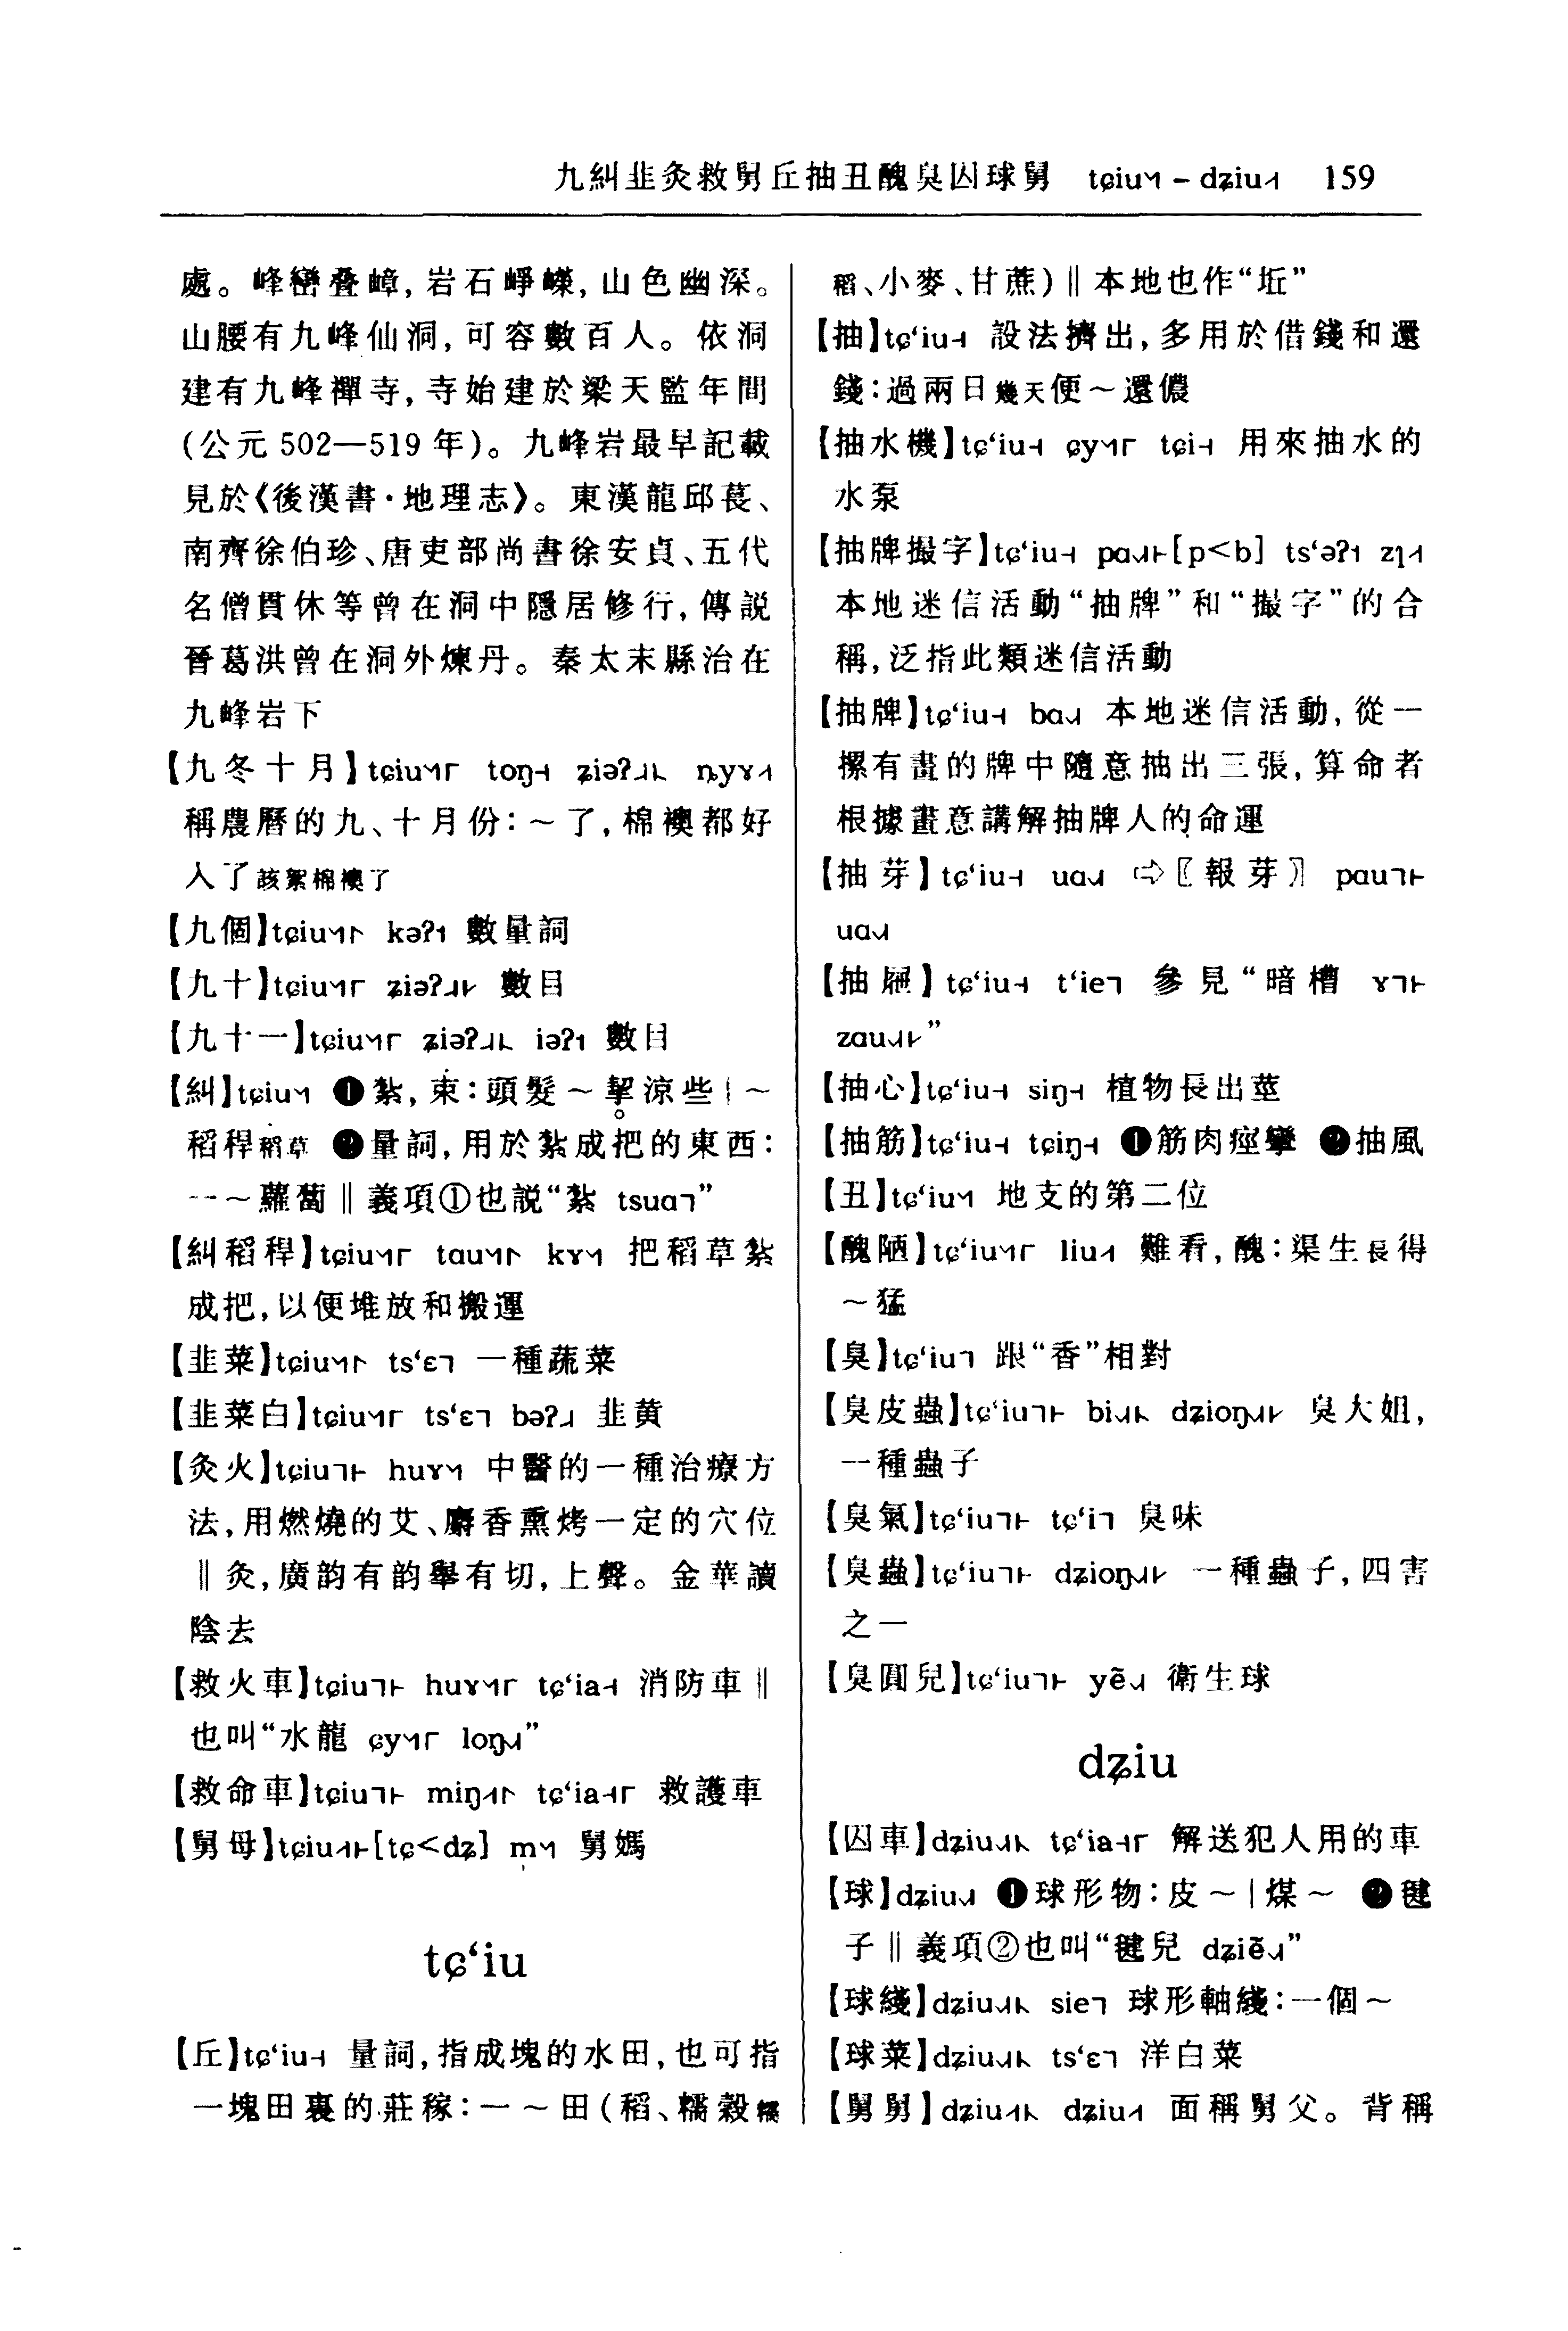 九糾韭灸救舅丘抽丑醜臭囚球舅 tɕiu˥˧ – dʑiu˩˧ 159
處。峰巒叠嶂,岩石崢嶸,山色幽深。
山腰有九峰仙洞,可容數百人。依洞
建有九峰禪寺,寺始建於梁天監年間
(公元 502—519 年)。九峰岩最早記載
見於《後漢書·地理志》。東漢龍邱萇、
南齊徐伯珍、唐吏部尚書徐安貞、五代
名僧貫休等曾在洞中隱居修行,傳説
晉葛洪曾在洞外煉丹。秦太末縣治在
九峰岩下
【九冬十月】tɕiu toŋ ʑiəʔ ȵyɤ
稱農曆的九、十月份:～了,棉襖都好
入了該絮棉襖了
【九個】tɕiu kəʔ 數量詞
【九十】tɕiu ʑiəʔ 數目
【九十一】tɕiu ʑiəʔ iəʔ 數目
【糾】tɕiu ❶紮,束:頭髮～挐涼些｜～
稻稈稻草 ❷量詞,用於紮成把的東西:
一～蘿蔔‖義項①也説“紮 tsuɑ”
【糾稻稈】tɕiu tɑu kɤ 把稻草紮
成把,以便堆放和搬運
【韭菜】tɕiu ts‘ɛ 一種蔬菜
【韭菜白】tɕiu ts‘ɛ bəʔ 韭黄
【灸火】tɕiu huɤ 中醫的一種治療方
法,用燃燒的艾、麝香熏烤一定的穴位
‖灸,廣韵有韵舉有切,上聲。金華讀
陰去
【救火車】tɕiu huɤ tɕ‘ia 消防車‖
也叫“水龍 ɕy loŋ”
【救命車】tɕiu miŋ tɕ‘ia 救護車
【舅母】tɕiu[tɕ<dʑ] m̩ 舅媽
tɕ‘iu
【丘】tɕ‘iu 量詞,指成塊的水田,也可指
一塊田裏的莊稼:一～田(稻、糯穀糯
稻、小麥、甘蔗)‖本地也作“坵”
【抽】tɕ‘iu 設法擠出,多用於借錢和還
錢:過兩日幾天便～還儂
【抽水機】tɕ‘iu ɕy tɕi 用來抽水的
水泵
【抽牌撮字】tɕ‘iu pɑ[p<b] ts‘əʔ zɿ
本地迷信活動“抽牌”和“撮字”的合
稱,泛指此類迷信活動
【抽牌】tɕ‘iu bɑ 本地迷信活動,從一
摞有畫的牌中隨意抽出三張,算命者
根據畫意講解抽牌人的命運
【抽芽】tɕ‘iu uɑ ⇨〖報芽〗 pɑu
uɑ
【抽屜】tɕ‘iu t‘ie 參見“暗槽 ɤ
zɑu”
【抽心】tɕ‘iu siŋ 植物長出莖
【抽筋】tɕ‘iu tɕiŋ ❶筋肉痙攣 ❷抽風
【丑】tɕ‘iu 地支的第二位
【醜陋】tɕ‘iu liu 難看,醜:渠生長得
～猛
【臭】tɕ‘iu 跟“香”相對
【臭皮蟲】tɕ‘iu bi dʑioŋ 臭大姐,
一種蟲子
【臭氣】tɕ‘iu tɕ‘i 臭味
【臭蟲】tɕ‘iu dʑioŋ 一種蟲子,四害
之一
【臭圓兒】tɕ‘iu yẽ 衛生球
dʑiu
【囚車】dʑiu tɕ‘ia 解送犯人用的車
【球】dʑiu ❶球形物:皮～｜煤～ ❷毽
子‖義項②也叫“毽兒 dʑiẽ”
【球綫】dʑiu sie 球形軸綫:一個～
【球菜】dʑiu ts‘ɛ 洋白菜
【舅舅】dʑiu dʑiu 面稱舅父。背稱